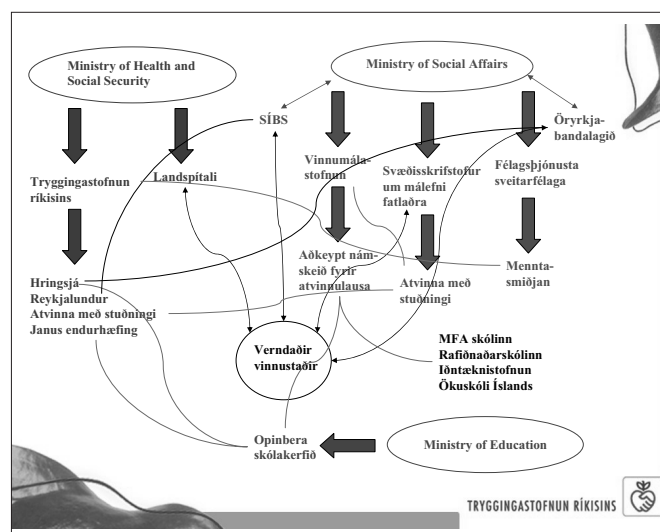 Ministry of Health and
Social Security
Ministry of Social Affairs
SÍBS
Öryrkja-
bandalagið
Tryggingastofnun
ríkisins
Landspítali
Vinnumála-
stofnun
Svæðisskrifstofur
um málefni
fatlaðra
Félagsþjónusta
sveitarfélaga
Hringsjá
Reykjalundur
Atvinna með stuðningi
Janus endurhæfing
Aðkeypt nám-
skeið fyrir
atvinnulausa
Atvinna með
stuðningi
Mennta-
smiðjan
Verndaðir
vinnustaðir
MFA skólinn
Rafiðnaðarskólinn
Iðntæknistofnun
Ökuskóli Íslands
Opinbera
skólakerfið
Ministry of Education
TRYGGINGASTOFNUN RÍKISINS